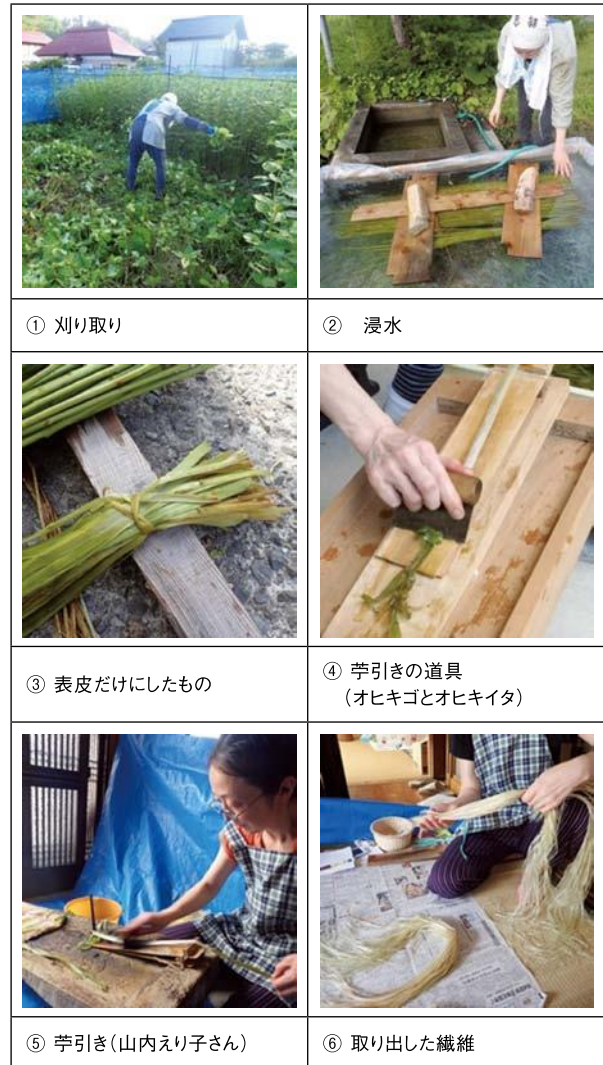 ① 刈り取り
② 浸水
③ 表皮だけにしたもの
④ 苧引きの道具
（オヒキゴとオヒキイタ）
⑤ 苧引き（山内えり子さん）
⑥ 取り出した繊維